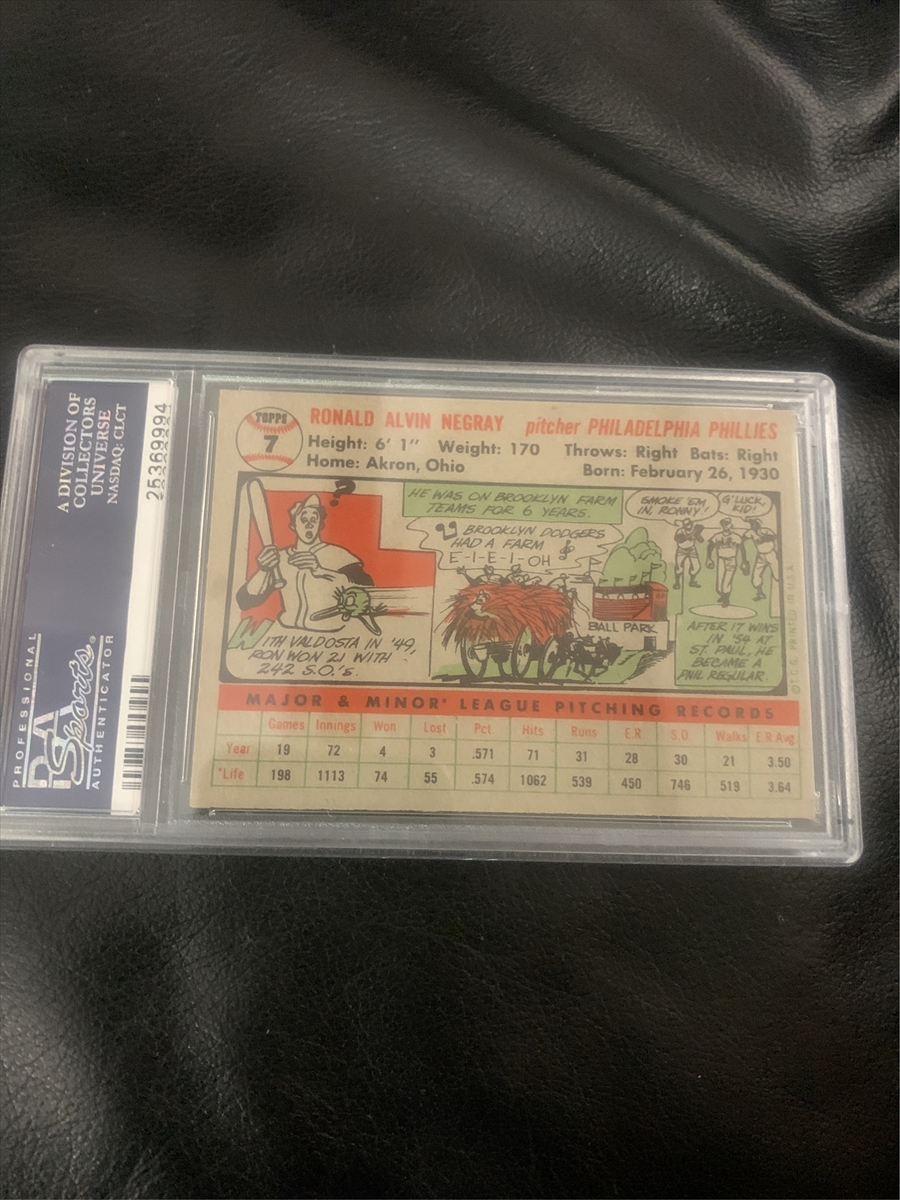 A DIVISION OF
COLLECTORS
UNIVERSE
NASDAQ: CLCT
25369994
PROFESSIONAL
PSA
Sports®
AUTHENTICATOR
TOPPS
7
RONALD ALVIN NEGRAY pitcher PHILADELPHIA PHILLIES
Height: 6' 1" Weight: 170 Throws: Right Bats: Right
Home: Akron, Ohio Born: February 26, 1930
?
WITH VALDOSTA IN '49,
RON WON 21 WITH
242 S.O.'s.
HE WAS ON BROOKLYN FARM
TEAMS FOR 6 YEARS.
BROOKLYN DODGERS
HAD A FARM
E-I-E-I-OH
BALL PARK
SMOKE 'EM
IN, RONNY!
G'LUCK,
KID!
AFTER 17 WINS
IN '54 AT
ST. PAUL, HE
BECAME A
PHIL REGULAR.
© T.C.G. PRINTED IN U.S.A.
MAJOR & MINOR* LEAGUE PITCHING RECORDS
Games Innings Won Lost Pct Hits Runs E.R. S.O. Walks E.R.Avg
Year 19 72 4 3 .571 71 31 28 30 21 3.50
*Life 198 1113 74 55 .574 1062 539 450 746 519 3.64